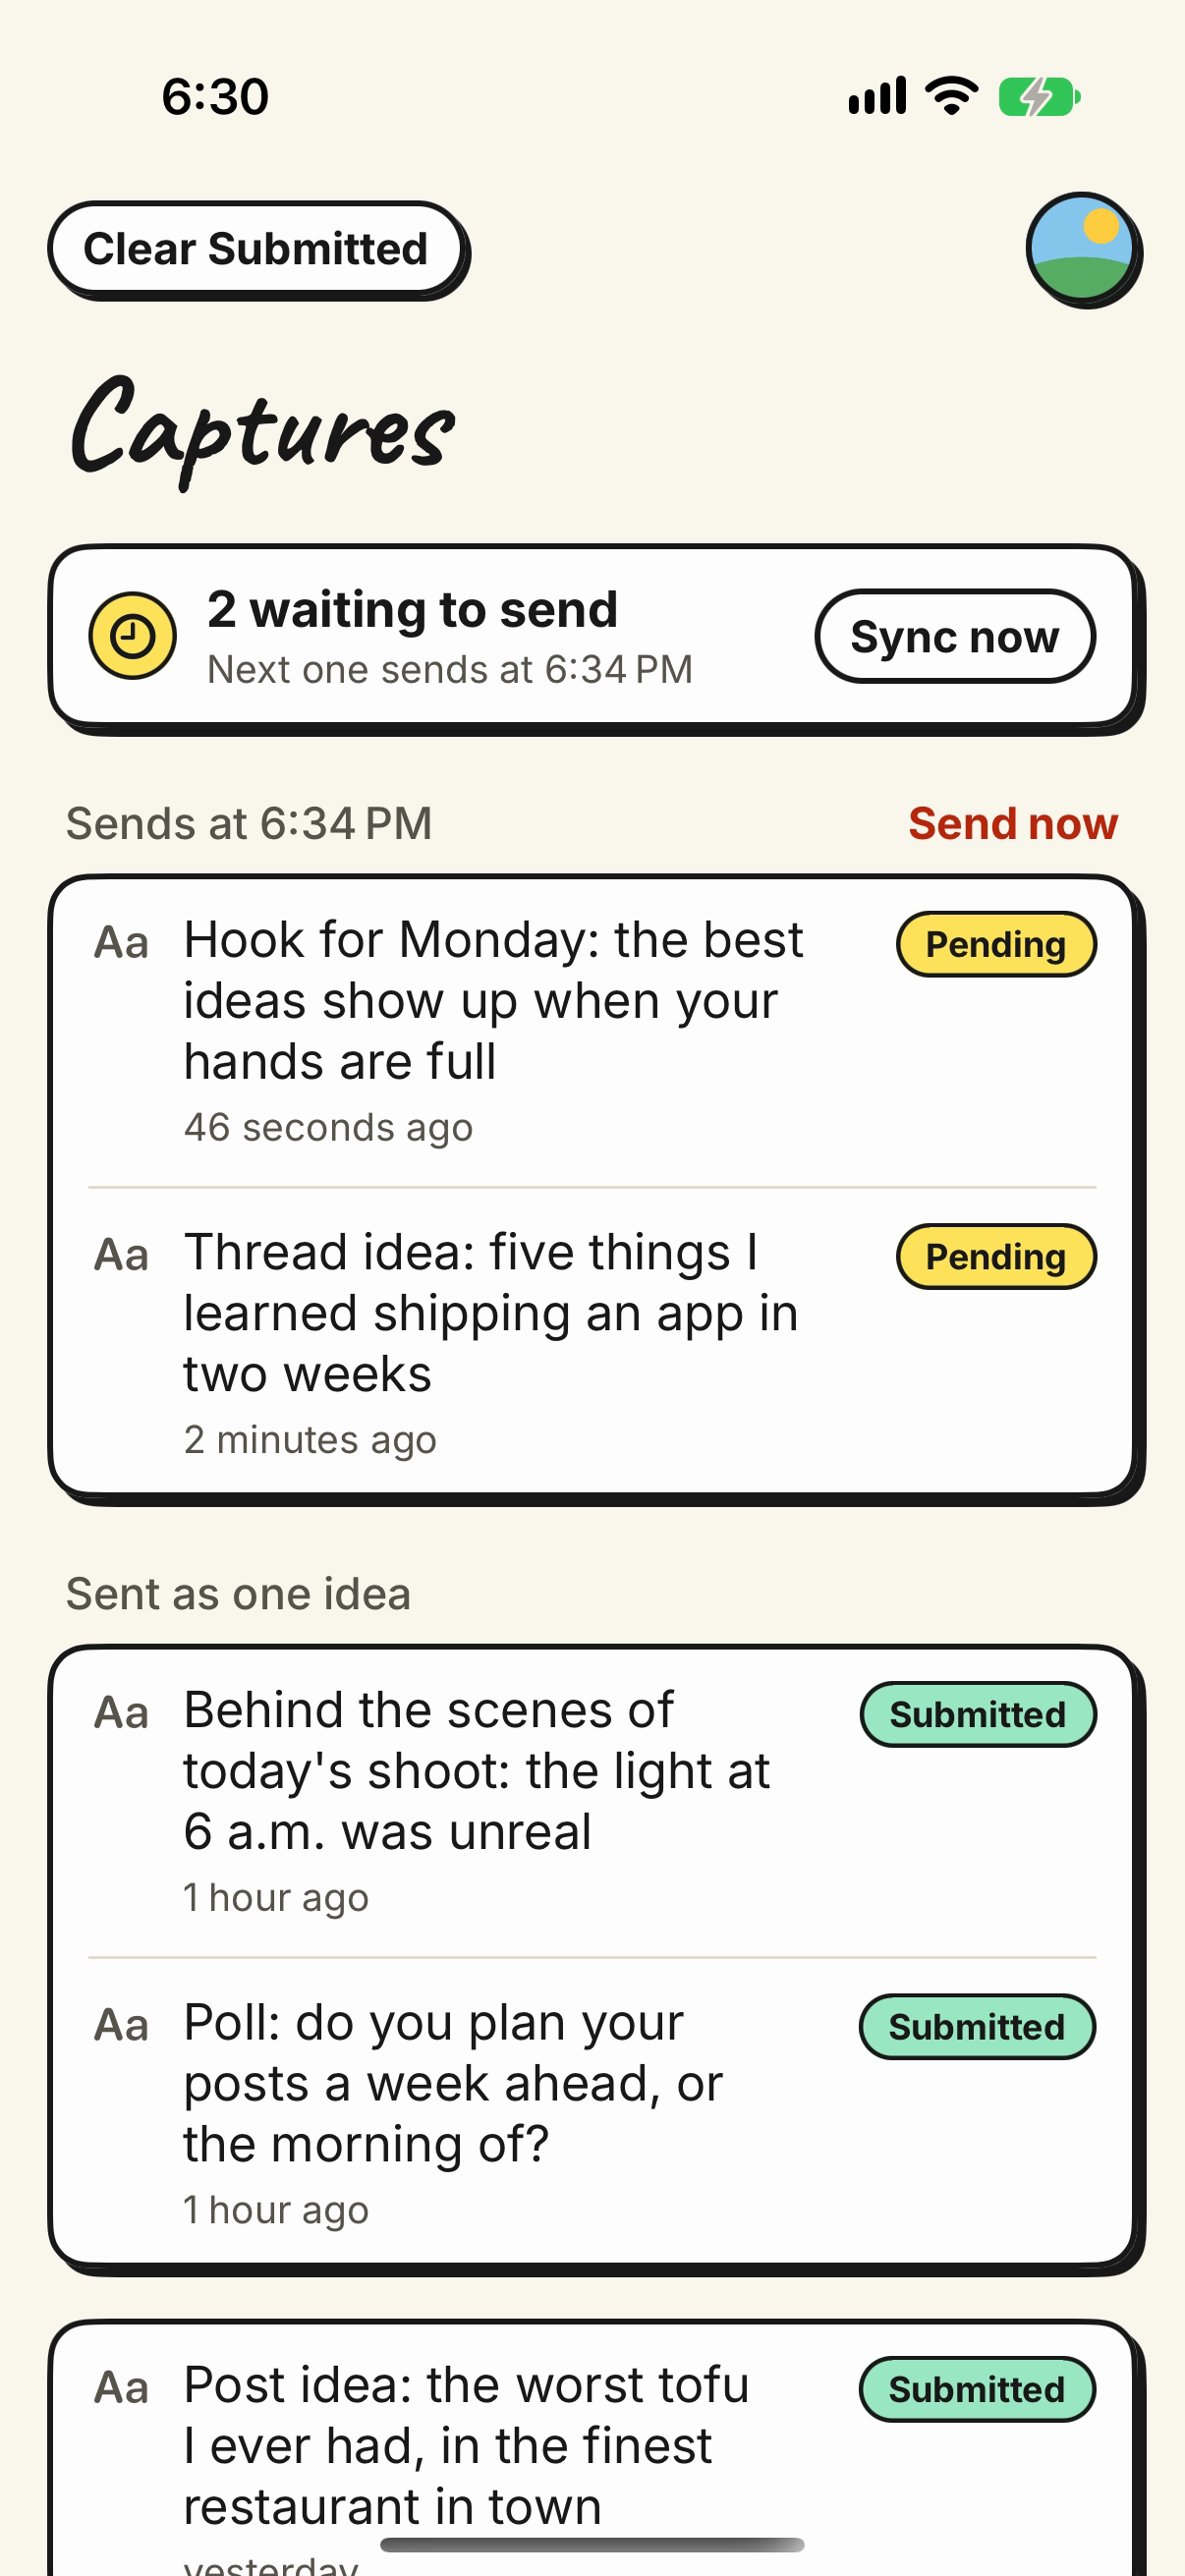 6:30
Clear Submitted
Captures
2 waiting to send
Next one sends at 6:34 PM
Sync now
Sends at 6:34 PM
Send now
Aa
Hook for Monday: the best
ideas show up when your
hands are full
46 seconds ago
Pending
Aa
Thread idea: five things I
learned shipping an app in
two weeks
2 minutes ago
Pending
Sent as one idea
Aa
Behind the scenes of
today's shoot: the light at
6 a.m. was unreal
1 hour ago
Submitted
Aa
Poll: do you plan your
posts a week ahead, or
the morning of?
1 hour ago
Submitted
Aa
Post idea: the worst tofu
I ever had, in the finest
restaurant in town
yesterday
Submitted